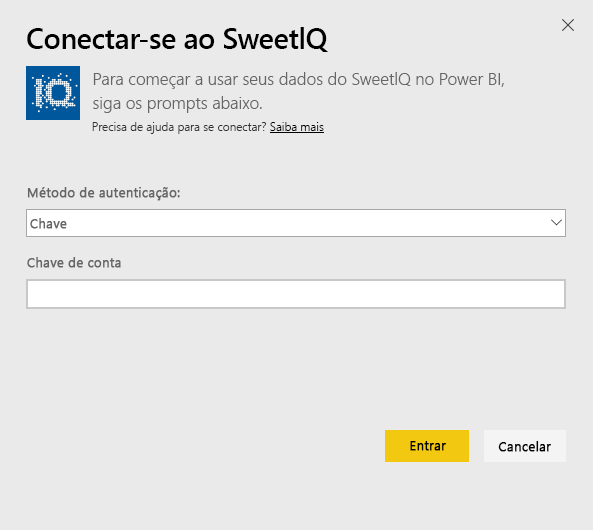 Conectar-se ao SweetIQ
IQ
Para começar a usar seus dados do SweetIQ no Power BI,
siga os prompts abaixo.
Precisa de ajuda para se conectar? Saiba mais
Método de autenticação:
Chave
Chave de conta
Entrar
Cancelar